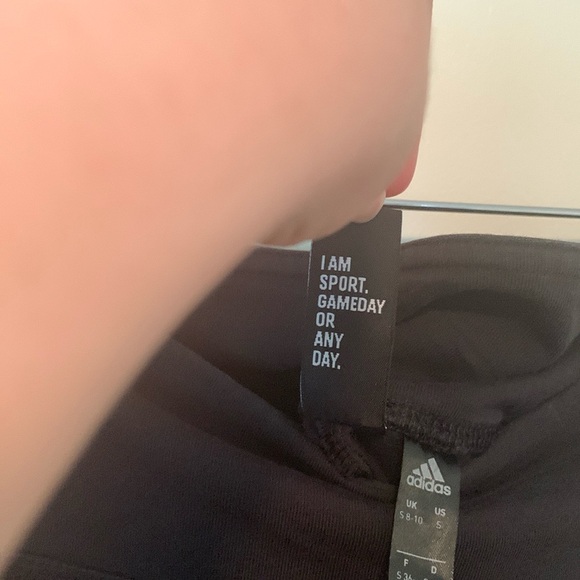 I AM
SPORT.
GAMEDAY
OR
ANY
DAY.
adidas
UK US
S 8-10 S
F D